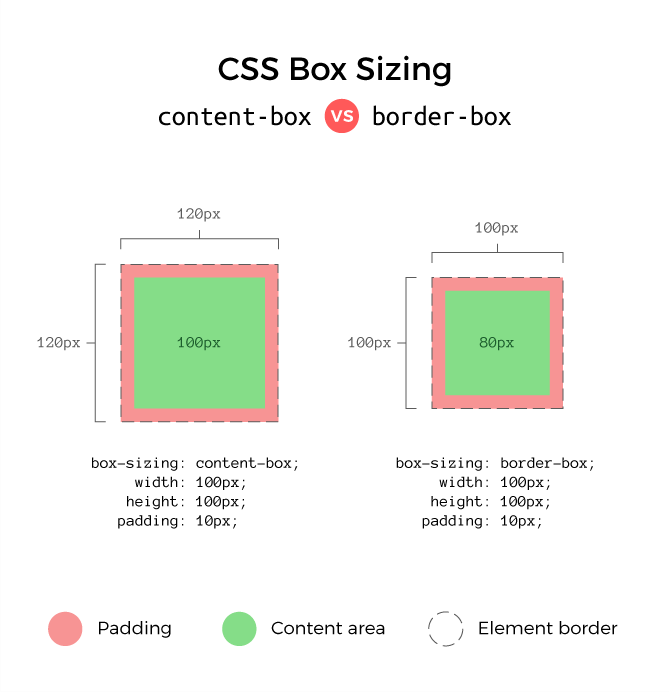 CSS Box Sizing
content-box VS border-box
120px
120px
100px
100px
100px
80px
box-sizing: content-box;
width: 100px;
height: 100px;
padding: 10px;
box-sizing: border-box;
width: 100px;
height: 100px;
padding: 10px;
Padding
Content area
Element border